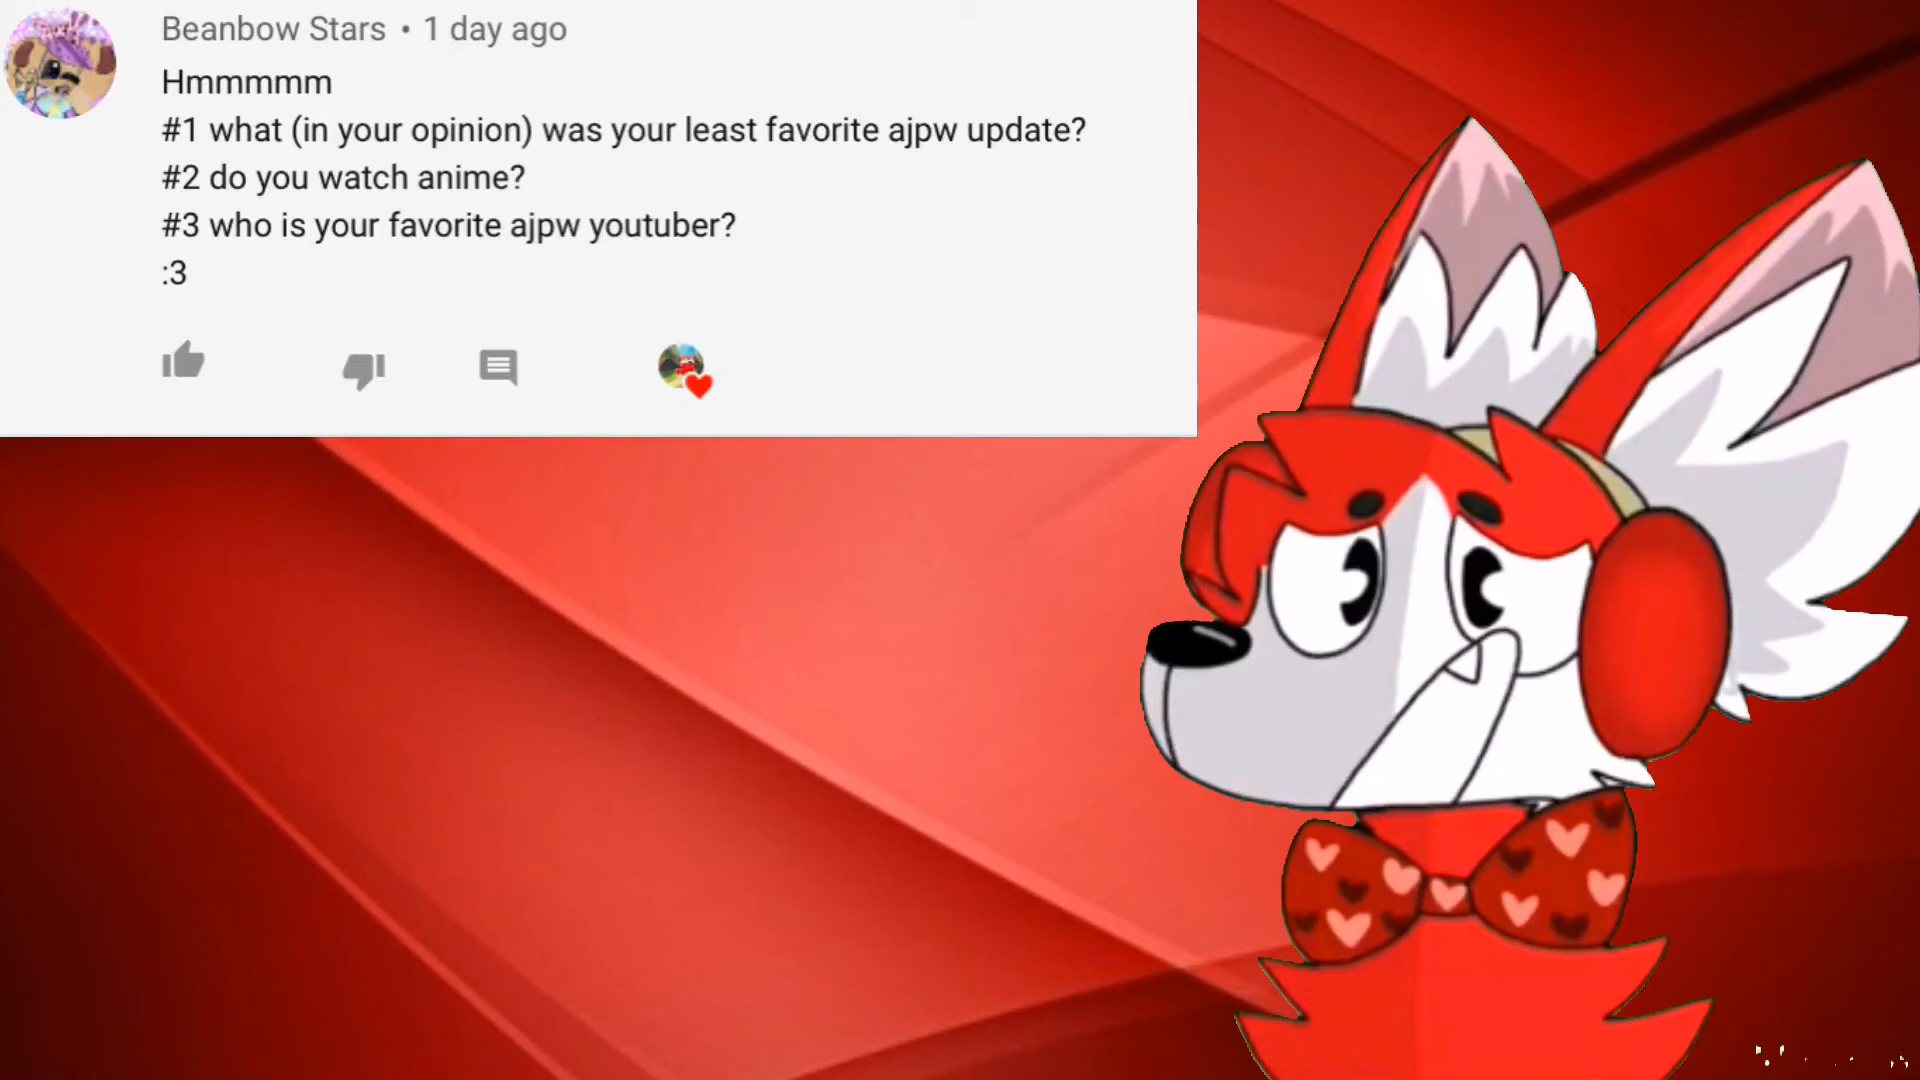 Beanbow Stars • 1 day ago
Hmmmmm
#1 what (in your opinion) was your least favorite ajpw update?
#2 do you watch anime?
#3 who is your favorite ajpw youtuber?
:3